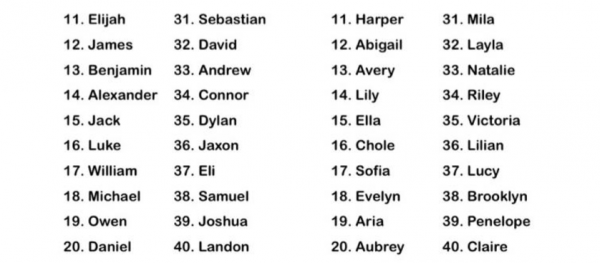 11. Elijah 31. Sebastian 11. Harper 31. Mila
12. James 32. David 12. Abigail 32. Layla
13. Benjamin 33. Andrew 13. Avery 33. Natalie
14. Alexander 34. Connor 14. Lily 34. Riley
15. Jack 35. Dylan 15. Ella 35. Victoria
16. Luke 36. Jaxon 16. Chole 36. Lilian
17. William 37. Eli 17. Sofia 37. Lucy
18. Michael 38. Samuel 18. Evelyn 38. Brooklyn
19. Owen 39. Joshua 19. Aria 39. Penelope
20. Daniel 40. Landon 20. Aubrey 40. Claire